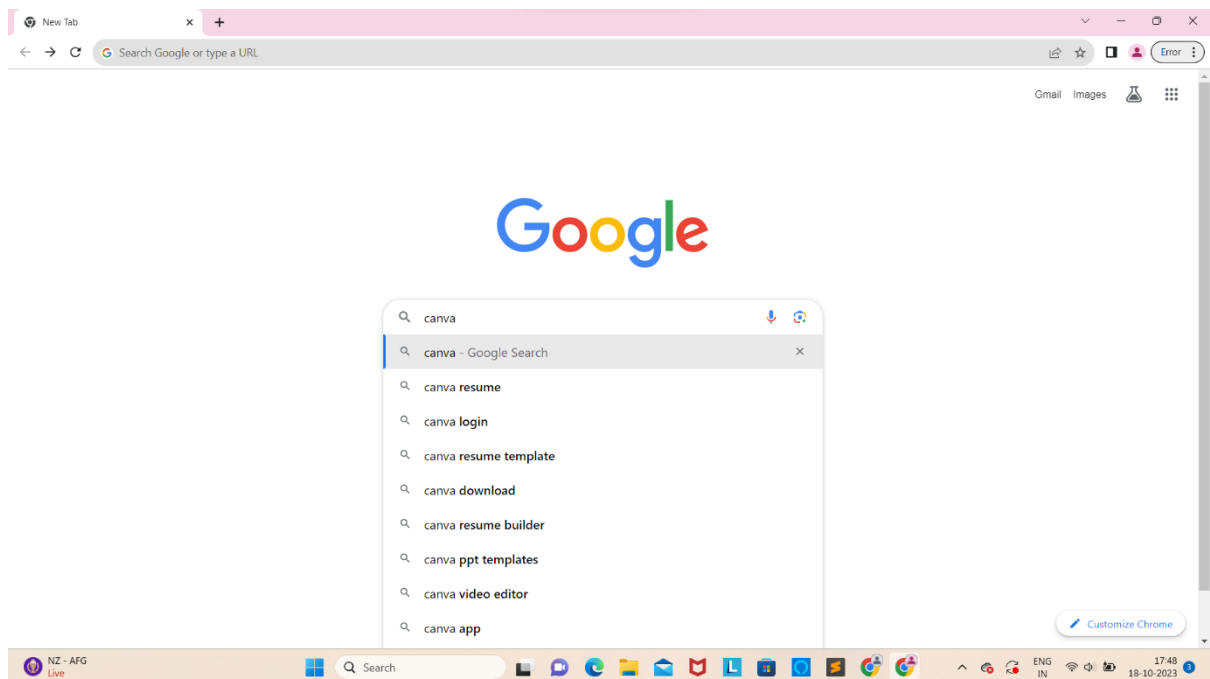 New Tab
Search Google or type a URL
Error
Gmail Images
Google
canva
canva - Google Search
canva resume
canva login
canva resume template
canva download
canva resume builder
canva ppt templates
canva video editor
canva app
Customize Chrome
NZ - AFG
Live
Search
ENG
IN
17:48
18-10-2023
3